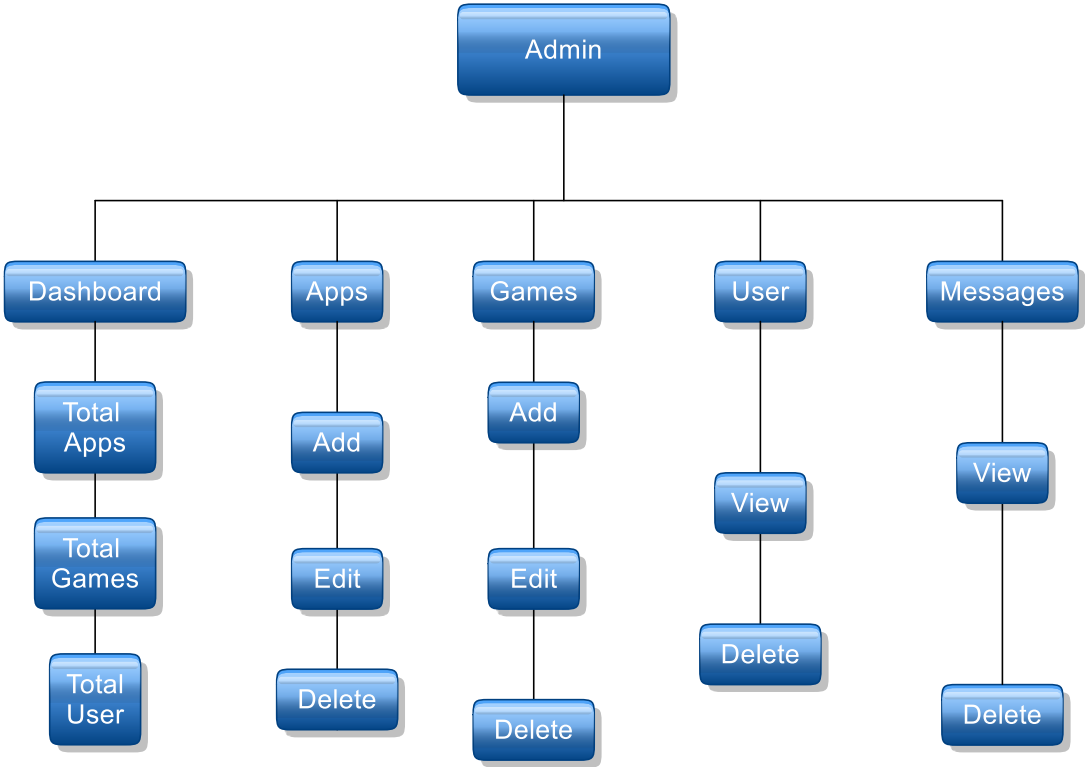 Admin
Dashboard
Apps
Games
User
Messages
Total
Apps
Total
Games
Total
User
Add
Edit
Delete
Add
Edit
Delete
View
Delete
View
Delete